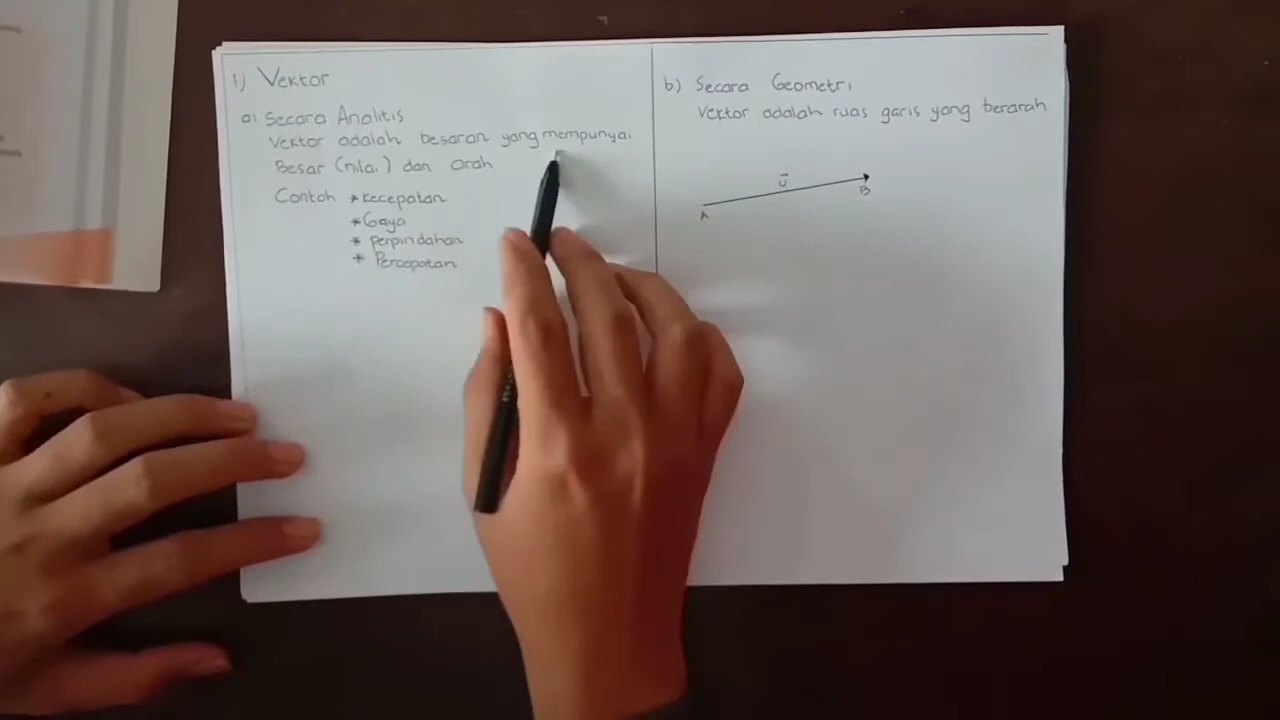 1) Vektor
a) Secara Analitis
Vektor adalah besaran yang mempunyai
Besar (nilai) dan arah
Contoh * kecepatan
* Gaya
* perpindahan
* Percepatan
b) Secara Geometri
Vektor adalah ruas garis yang berarah
u̅
A
B